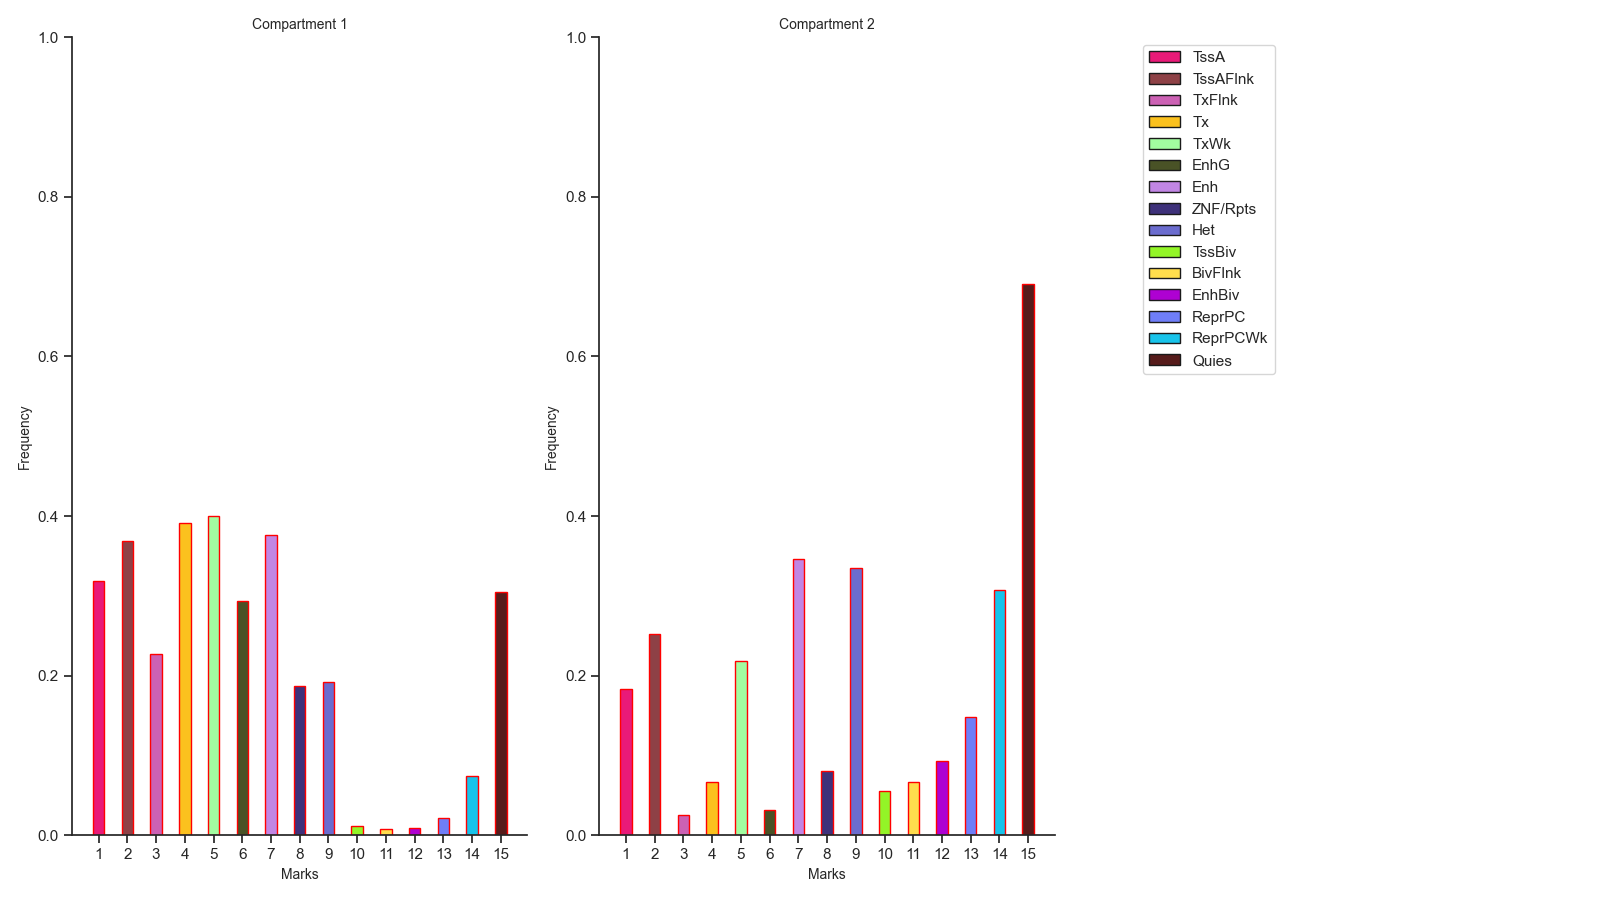 Compartment 1
1.0
0.8
0.6
0.4
0.2
0.0
Frequency
1 2 3 4 5 6 7 8 9 10 11 12 13 14 15
Marks
Compartment 2
1.0
0.8
0.6
0.4
0.2
0.0
Frequency
1 2 3 4 5 6 7 8 9 10 11 12 13 14 15
Marks
TssA
TssAFlnk
TxFlnk
Tx
TxWk
EnhG
Enh
ZNF/Rpts
Het
TssBiv
BivFlnk
EnhBiv
ReprPC
ReprPCWk
Quies